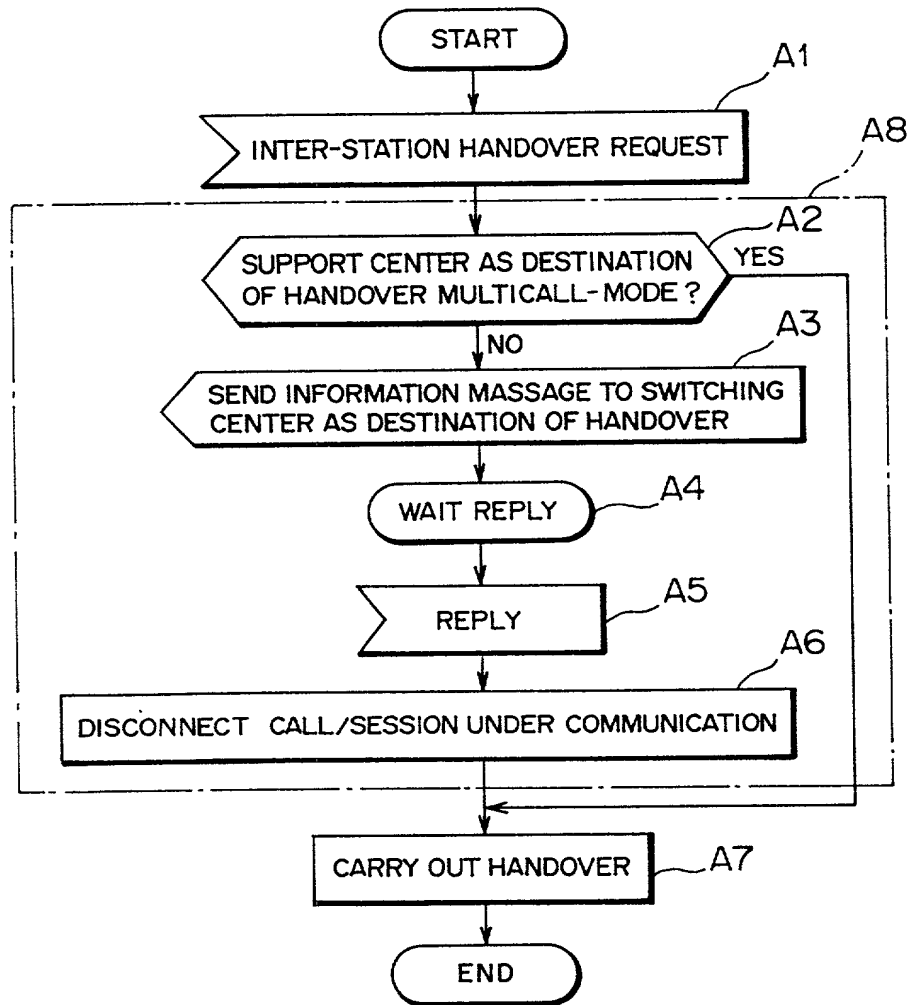 START
A1
INTER-STATION HANDOVER REQUEST
A8
A2
SUPPORT CENTER AS DESTINATION
OF HANDOVER MULTICALL-MODE?
YES
NO
A3
SEND INFORMATION MASSAGE TO SWITCHING
CENTER AS DESTINATION OF HANDOVER
WAIT REPLY
A4
REPLY
A5
A6
DISCONNECT CALL/SESSION UNDER COMMUNICATION
CARRY OUT HANDOVER
A7
END